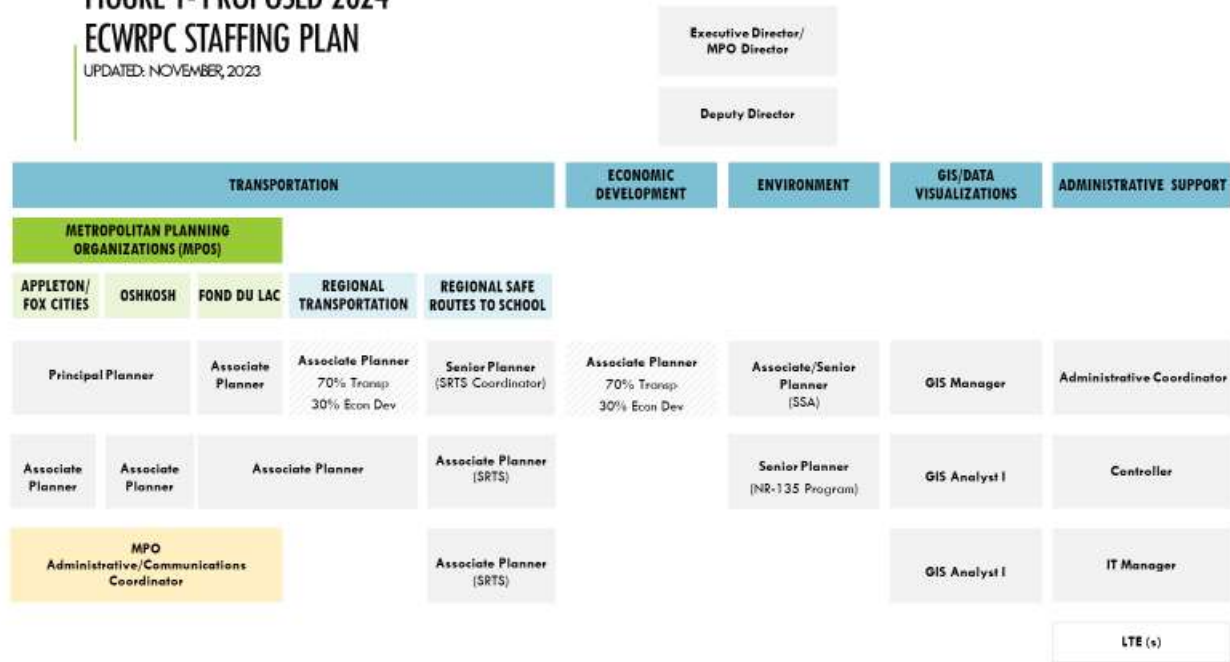 FIGURE 1- PROPOSED 2024
ECWRPC STAFFING PLAN
UPDATED: NOVEMBER, 2023
Executive Director/
MPO Director
Deputy Director
TRANSPORTATION
ECONOMIC
DEVELOPMENT
ENVIRONMENT
GIS/DATA
VISUALIZATIONS
ADMINISTRATIVE SUPPORT
METROPOLITAN PLANNING
ORGANIZATIONS (MPOS)
APPLETON/
FOX CITIES
OSHKOSH
FOND DU LAC
REGIONAL
TRANSPORTATION
REGIONAL SAFE
ROUTES TO SCHOOL
Principal Planner
Associate
Planner
Associate Planner
70% Transp
30% Econ Dev
Senior Planner
(SRTS Coordinator)
Associate Planner
70% Transp
30% Econ Dev
Associate/Senior
Planner
(SSA)
GIS Manager
Administrative Coordinator
Associate
Planner
Associate
Planner
Associate Planner
Associate Planner
(SRTS)
Senior Planner
(NR-135 Program)
GIS Analyst I
Controller
MPO
Administrative/Communications
Coordinator
Associate Planner
(SRTS)
GIS Analyst I
IT Manager
LTE (s)